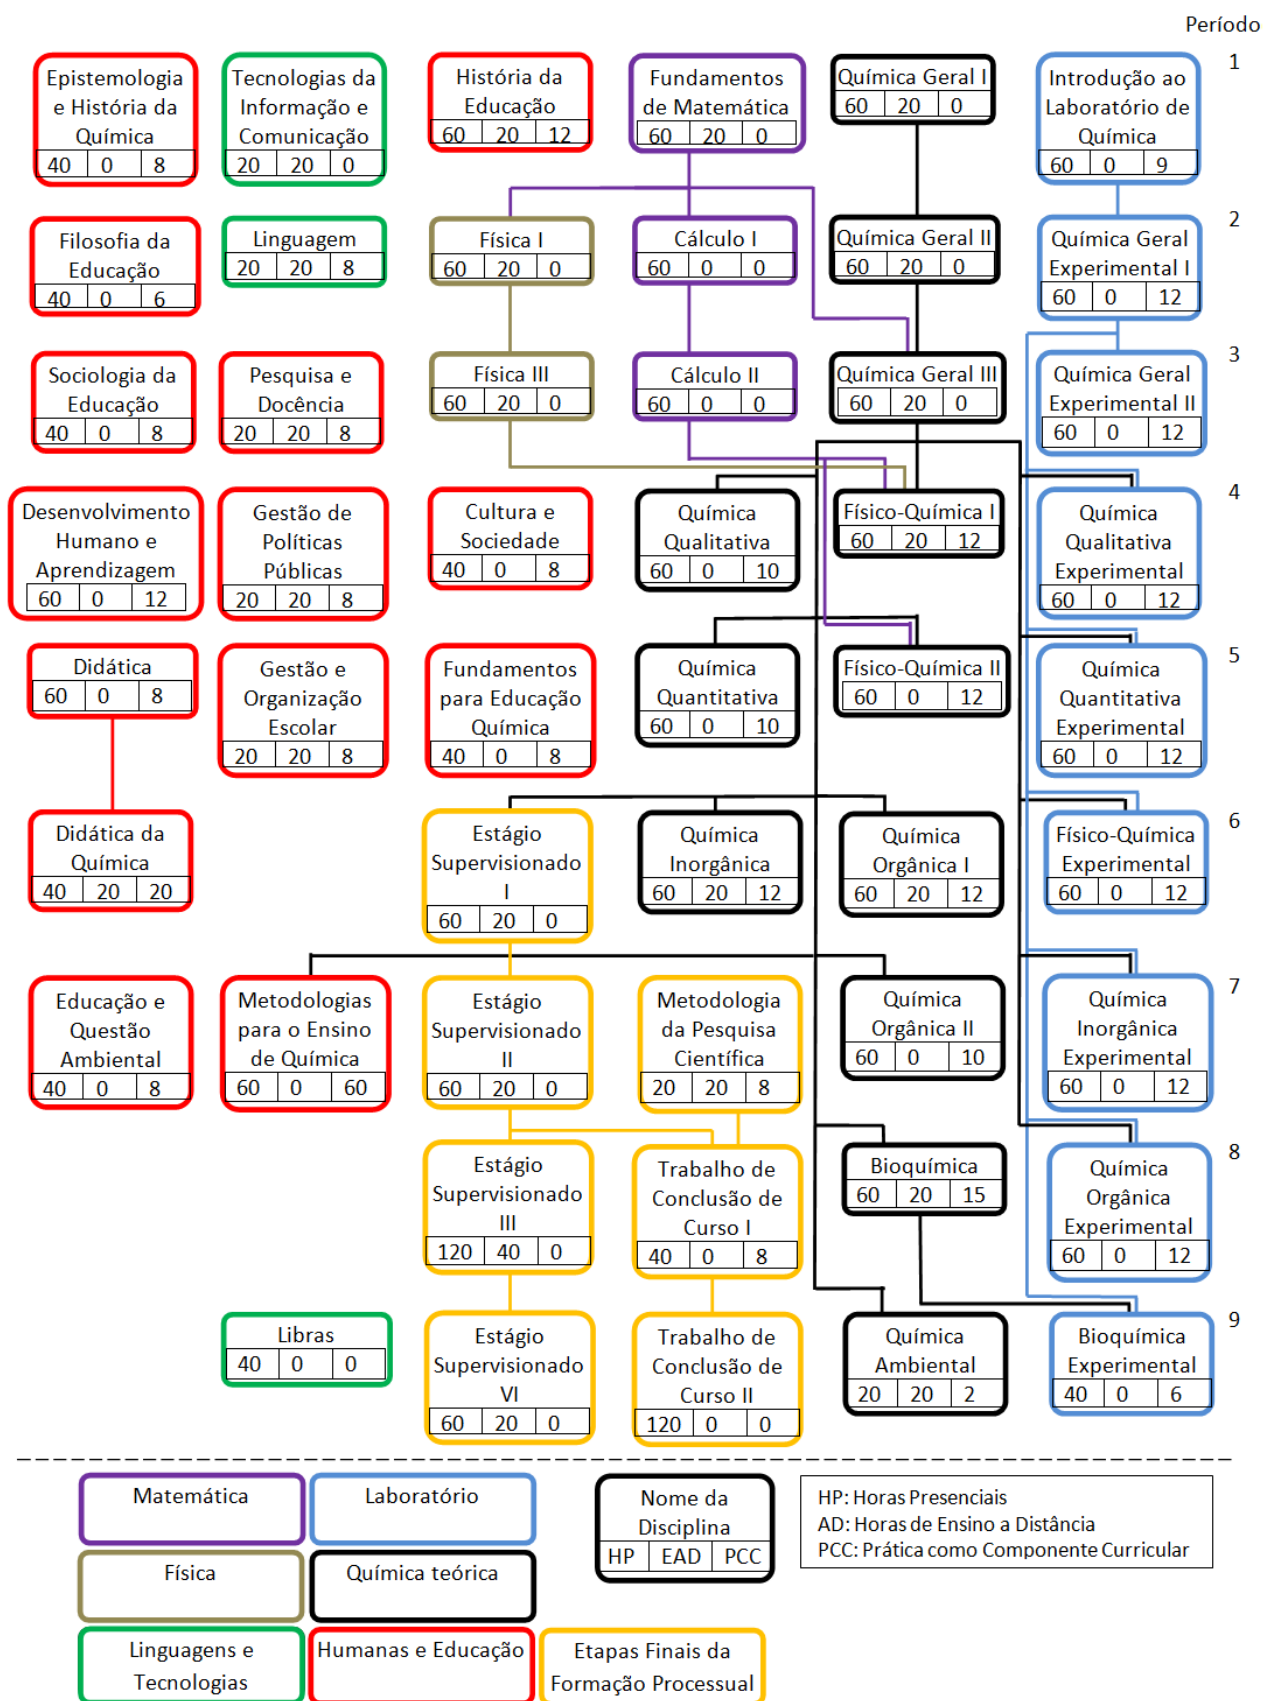 Período
1
Epistemologia
e História da
Química
40 0 8
Tecnologias da
Informação e
Comunicação
20 20 0
História da
Educação
60 20 12
Fundamentos
de Matemática
60 20 0
Química Geral I
60 20 0
Introdução ao
Laboratório de
Química
60 0 9
2
Filosofia da
Educação
40 0 6
Linguagem
20 20 8
Física I
60 20 0
Cálculo I
60 0 0
Química Geral II
60 20 0
Química Geral
Experimental I
60 0 12
3
Sociologia da
Educação
40 0 8
Pesquisa e
Docência
20 20 8
Física III
60 20 0
Cálculo II
60 0 0
Química Geral III
60 20 0
Química Geral
Experimental II
60 0 12
4
Desenvolvimento
Humano e
Aprendizagem
60 0 12
Gestão de
Políticas
Públicas
20 20 8
Cultura e
Sociedade
40 0 8
Química
Qualitativa
60 0 10
Físico-Química I
60 20 12
Química
Qualitativa
Experimental
60 0 12
5
Didática
60 0 8
Gestão e
Organização
Escolar
20 20 8
Fundamentos
para Educação
Química
40 0 8
Química
Quantitativa
60 0 10
Físico-Química II
60 0 12
Química
Quantitativa
Experimental
60 0 12
6
Didática da
Química
40 20 20
Estágio
Supervisionado
I
60 20 0
Química
Inorgânica
60 20 12
Química
Orgânica I
60 20 12
Físico-Química
Experimental
60 0 12
7
Educação e
Questão
Ambiental
40 0 8
Metodologias
para o Ensino
de Química
60 0 60
Estágio
Supervisionado
II
60 20 0
Metodologia
da Pesquisa
Científica
20 20 8
Química
Orgânica II
60 0 10
Química
Inorgânica
Experimental
60 0 12
8
Estágio
Supervisionado
III
120 40 0
Trabalho de
Conclusão de
Curso I
40 0 8
Bioquímica
60 20 15
Química
Orgânica
Experimental
60 0 12
9
Libras
40 0 0
Estágio
Supervisionado
VI
60 20 0
Trabalho de
Conclusão de
Curso II
120 0 0
Química
Ambiental
20 20 2
Bioquímica
Experimental
40 0 6
Matemática
Laboratório
Física
Química teórica
Linguagens e
Tecnologias
Humanas e Educação
Etapas Finais da
Formação Processual
Nome da
Disciplina
HP EAD PCC
HP: Horas Presenciais
AD: Horas de Ensino a Distância
PCC: Prática como Componente Curricular